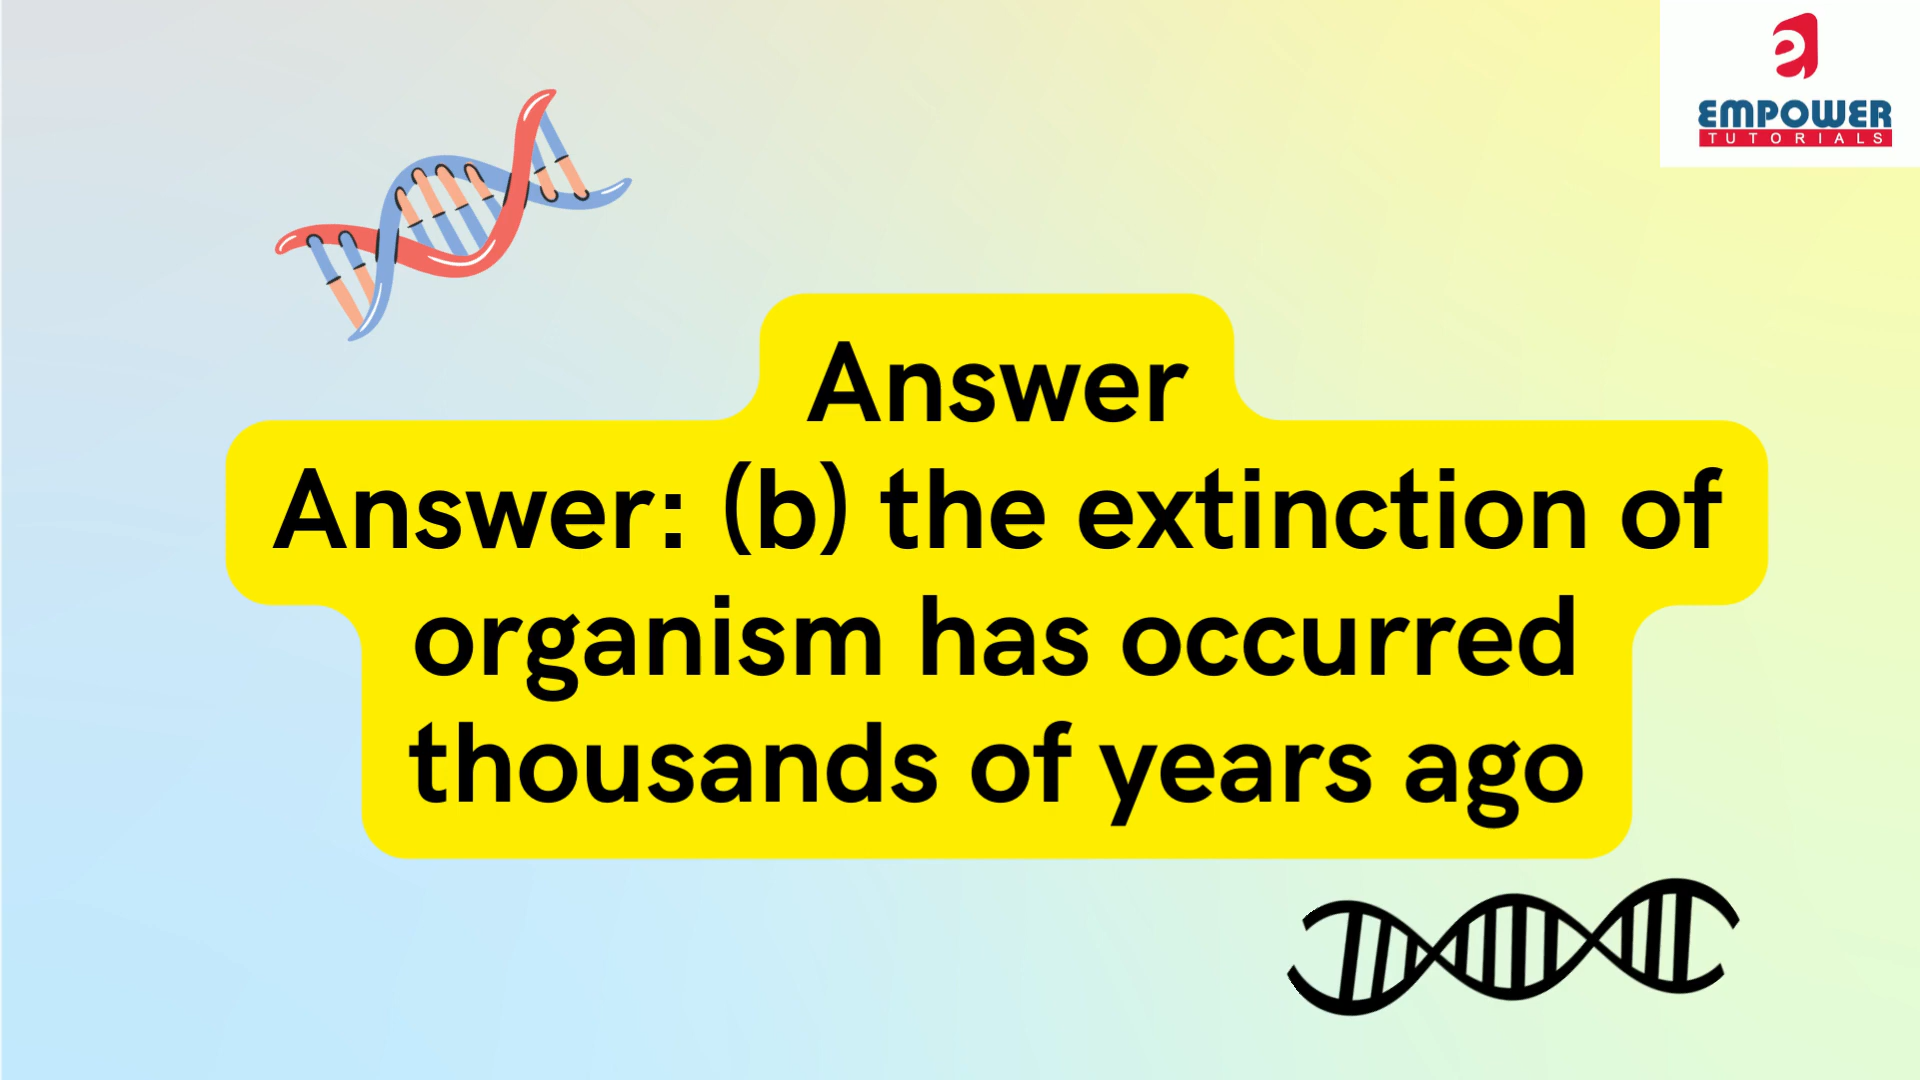 EMPOWER
TUTORIALS
Answer
Answer: (b) the extinction of
organism has occurred
thousands of years ago